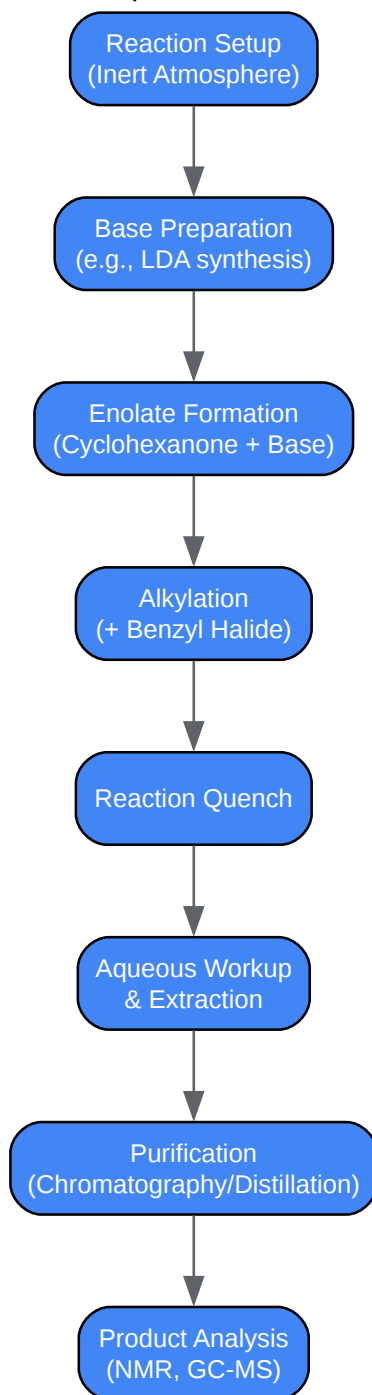 Reaction Setup
(Inert Atmosphere)
Base Preparation
(e.g., LDA synthesis)
Enolate Formation
(Cyclohexanone + Base)
Alkylation
(+ Benzyl Halide)
Reaction Quench
Aqueous Workup
& Extraction
Purification
(Chromatography/Distillation)
Product Analysis
(NMR, GC-MS)